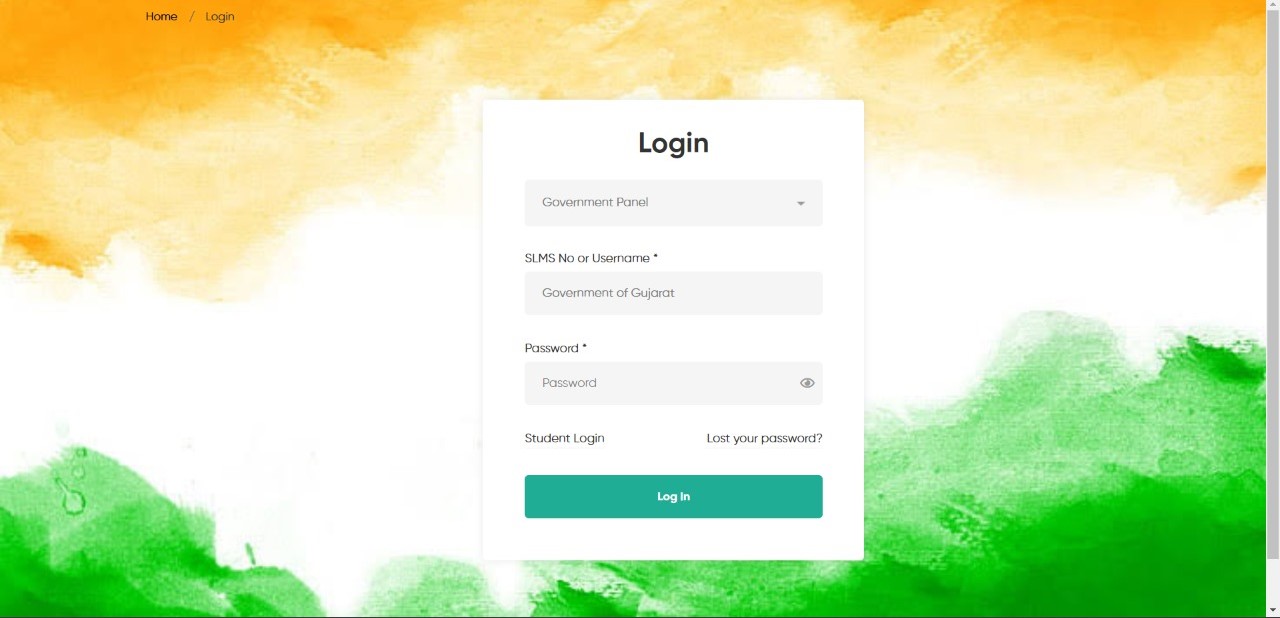 Home / Login
Login
Government Panel
SLMS No or Username *
Government of Gujarat
Password *
Password
Student Login Lost your password?
Log In